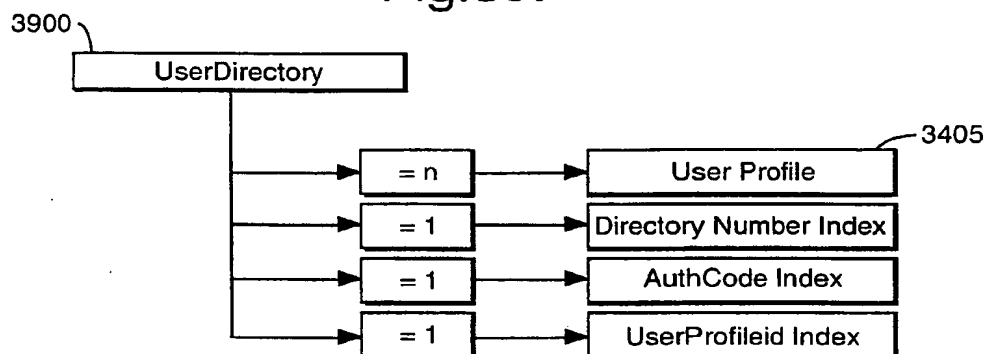 3900
UserDirectory
3405
= n
User Profile
= 1
Directory Number Index
= 1
AuthCode Index
= 1
UserProfileid Index